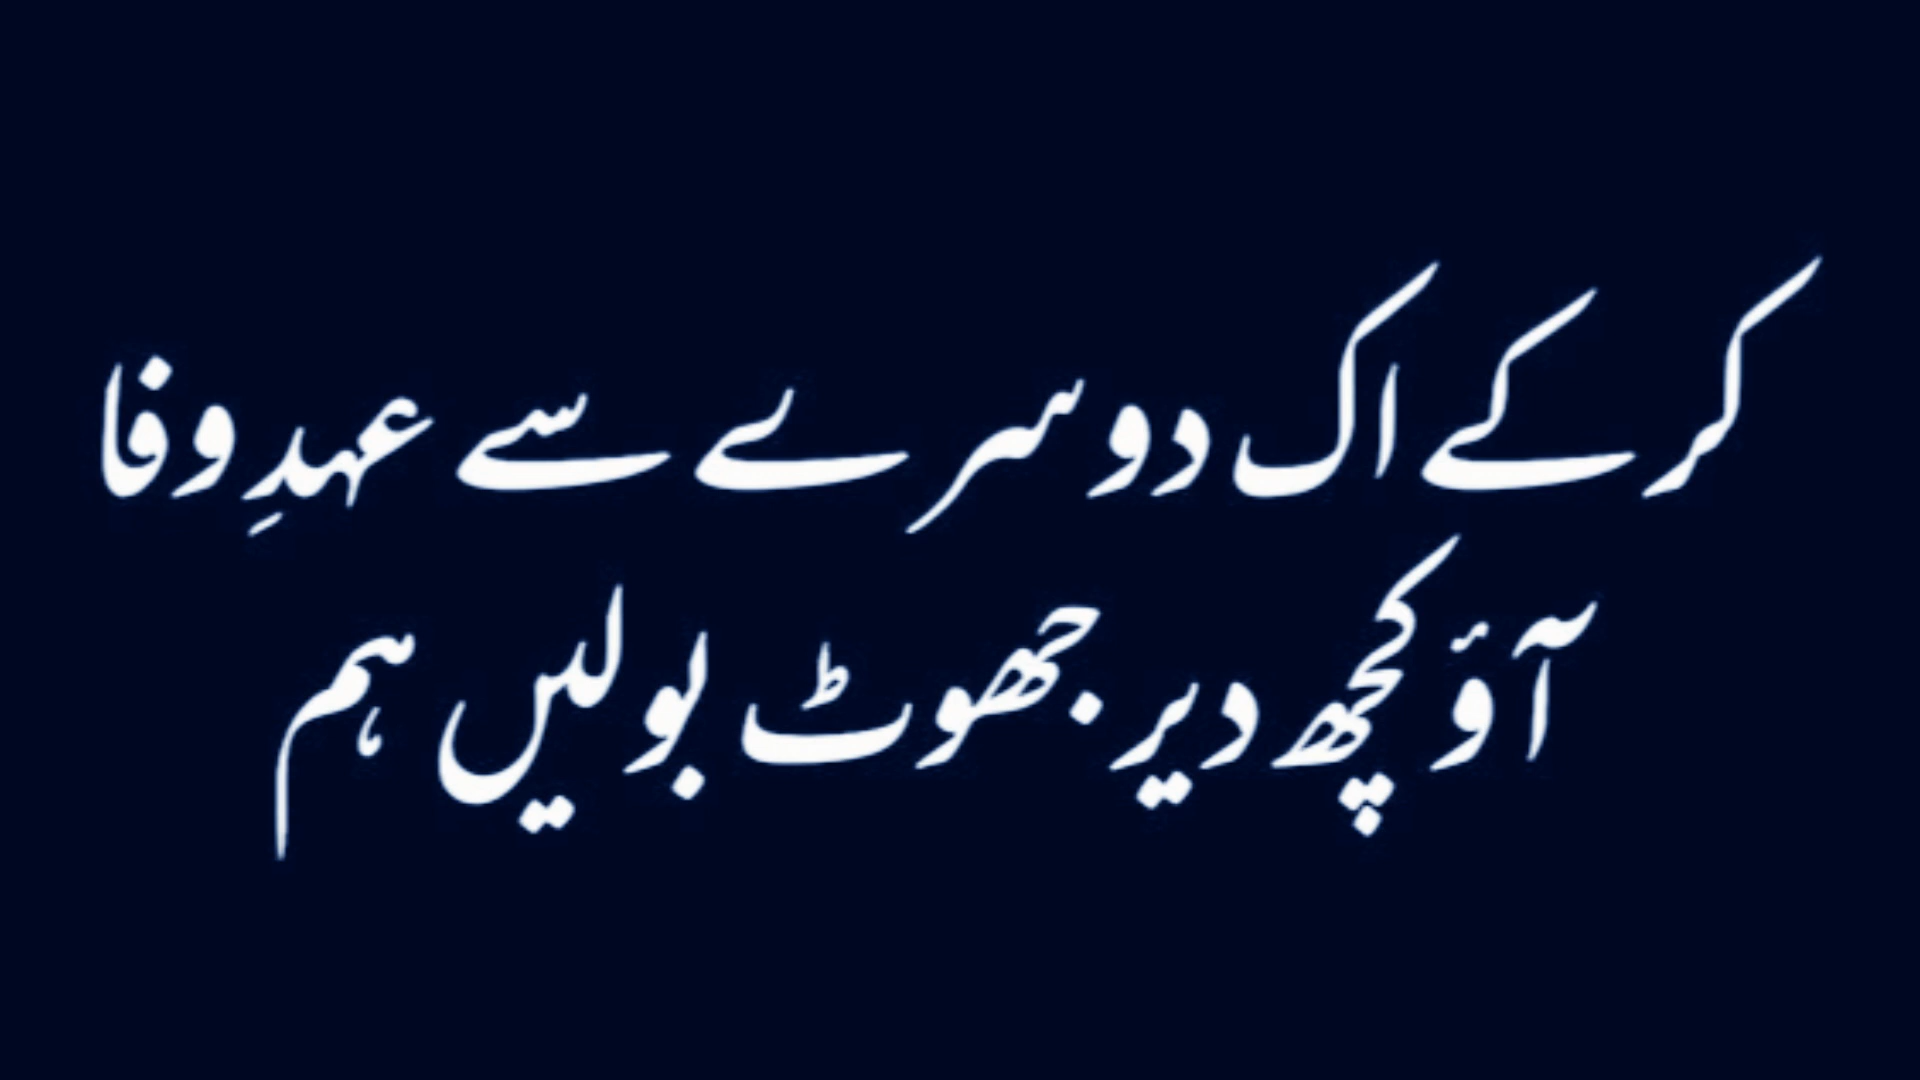 کر کے اک دوسرے سے عہدِ وفا
آؤ کچھ دیر جھوٹ بولیں ہم